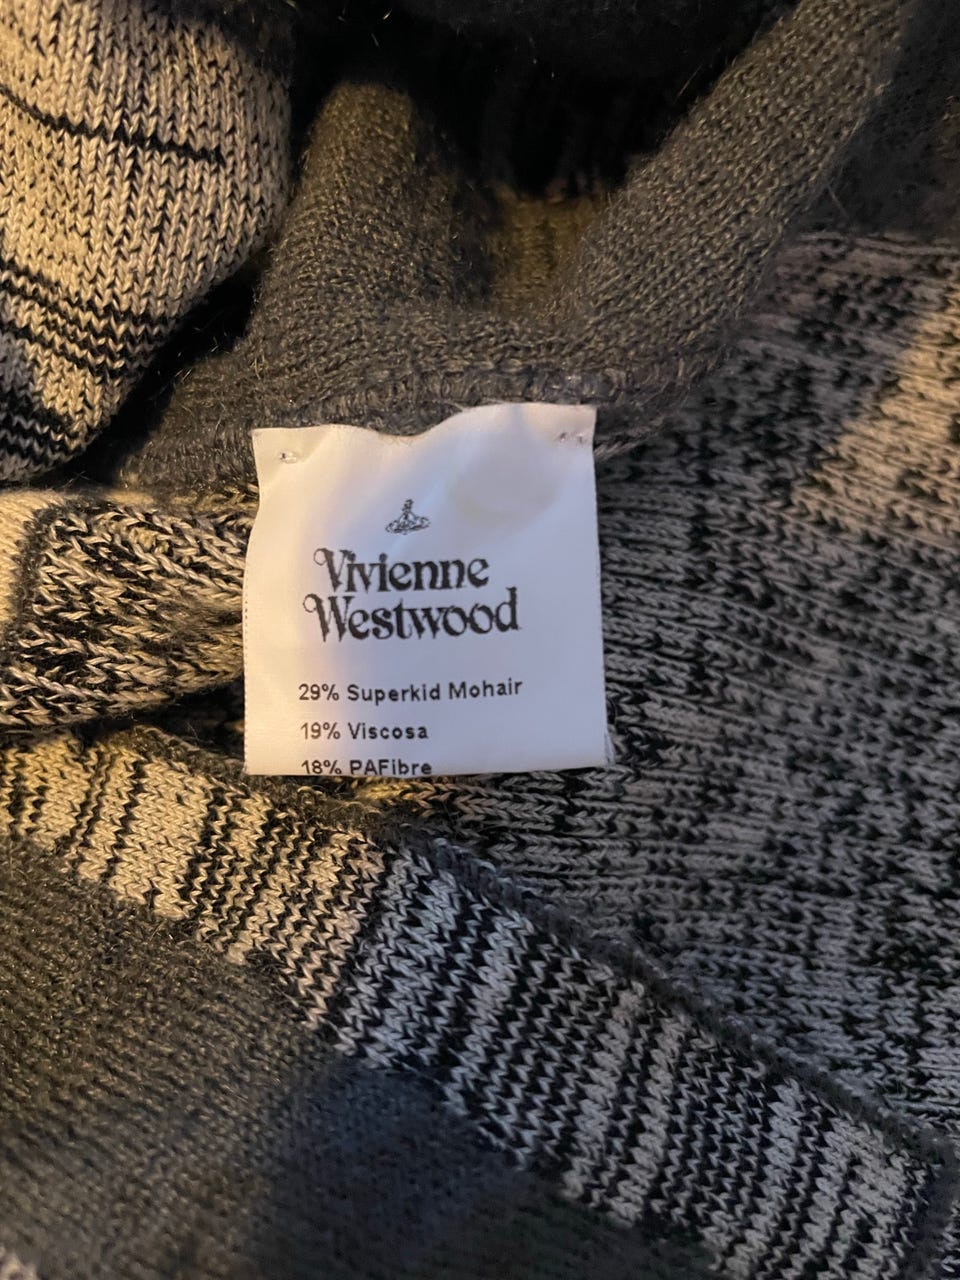 Vivienne
Westwood
29% Superkid Mohair
19% Viscosa
18% PAFibre